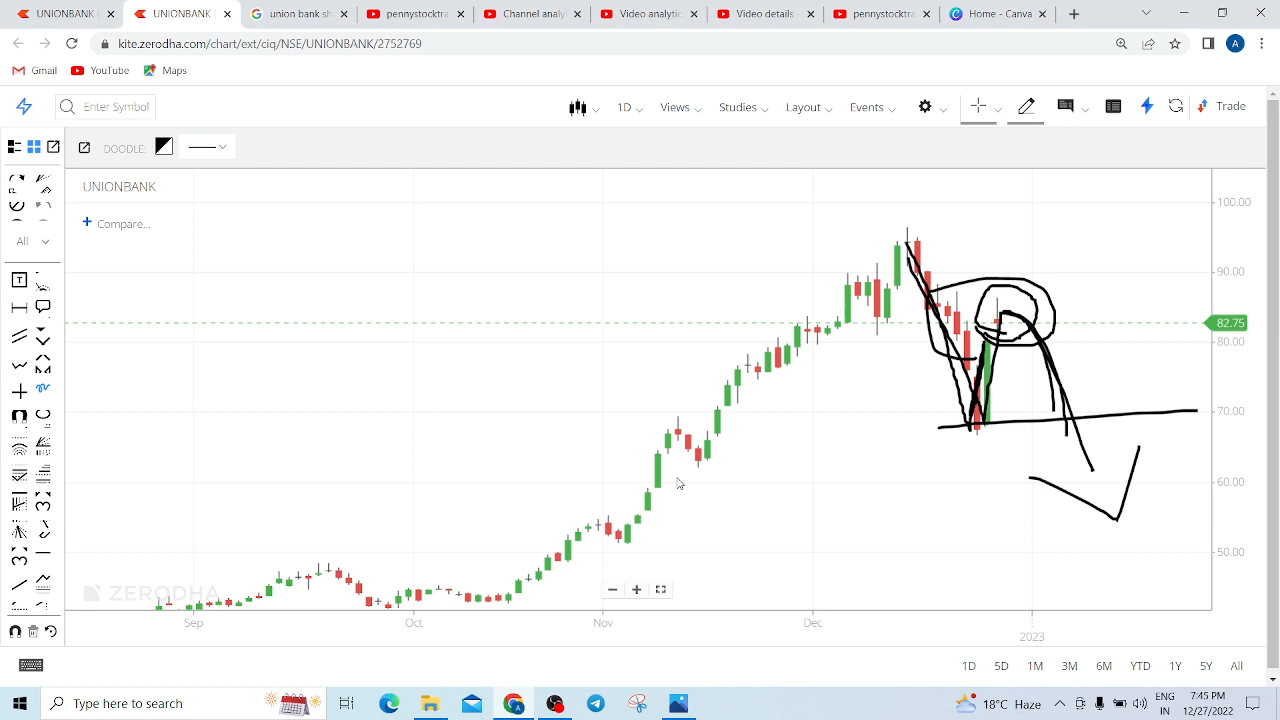 UNIONBANK
UNIONBANK
union bank sh
pennystocktra
Channel analy
Video analytic
Video details
pennystocktra
Home - Canva
kite.zerodha.com/chart/ext/ciq/NSE/UNIONBANK/2752769
A
Gmail
YouTube
Maps
Enter Symbol
1D
Views
Studies
Layout
Events
Trade
DOODLE:
UNIONBANK
Compare...
All
T
100.00
90.00
82.75
80.00
70.00
60.00
50.00
ZERODHA
Sep
Oct
Nov
Dec
2023
1D
5D
1M
3M
6M
YTD
1Y
5Y
All
Type here to search
18°C Haze
ENG
IN
7:45 PM
12/27/2022